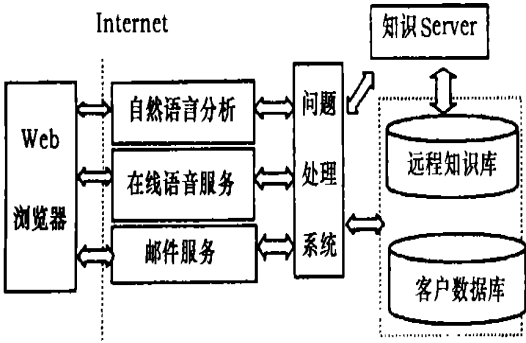 Internet
知识Server
Web
浏览器
自然语言分析
在线语音服务
邮件服务
问题
处理
系统
远程知识库
客户数据库